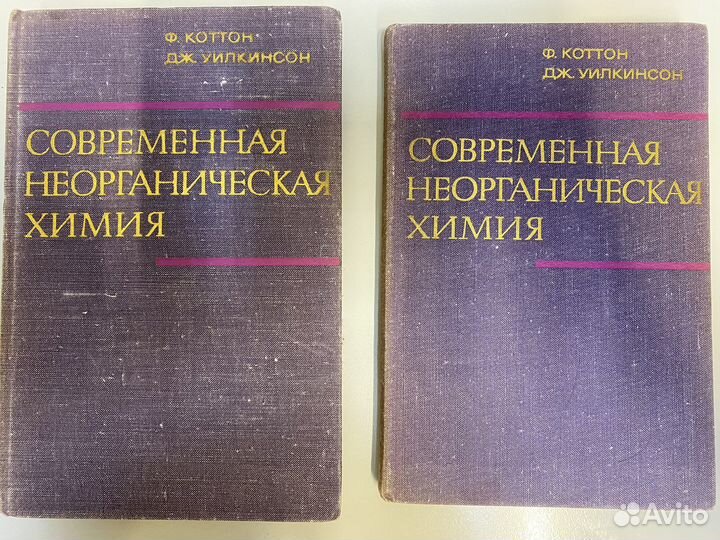 Ф. КОТТОН
ДЖ. УИЛКИНСОН
СОВРЕМЕННАЯ
НЕОРГАНИЧЕСКАЯ
ХИМИЯ
Ф. КОТТОН
ДЖ. УИЛКИНСОН
СОВРЕМЕННАЯ
НЕОРГАНИЧЕСКАЯ
ХИМИЯ
Avito